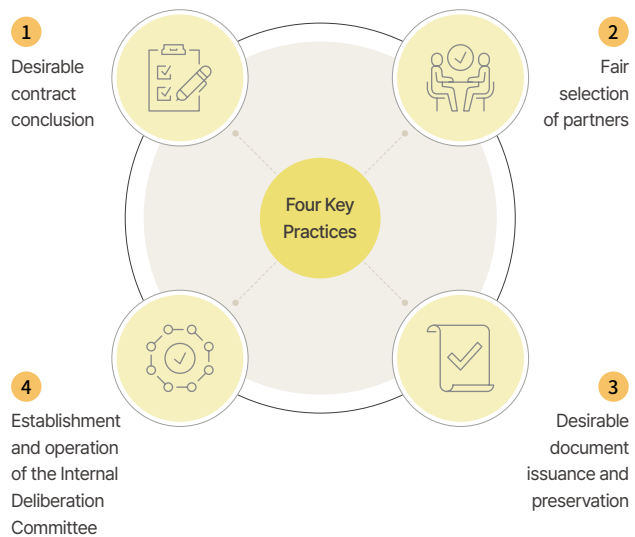 1
Desirable
contract
conclusion
2
Fair
selection
of partners
Four Key
Practices
3
Desirable
document
issuance and
preservation
4
Establishment
and operation
of the Internal
Deliberation
Committee